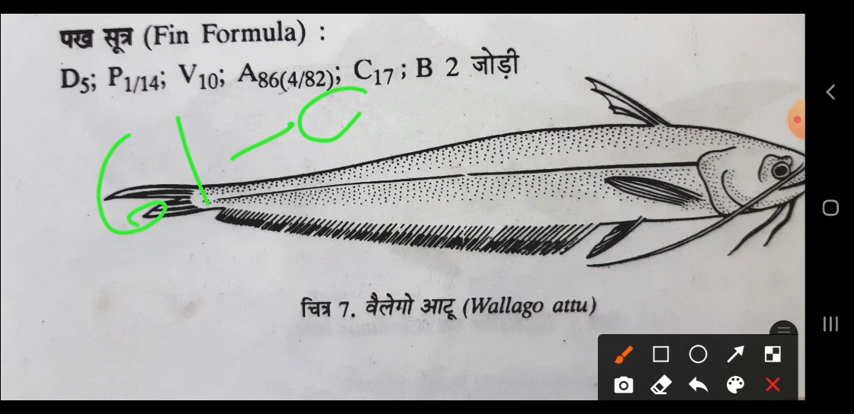 पख सूत्र (Fin Formula) :
D5; P1/14; V10; A86(4/82); C17 ; B 2 जोड़ी
C
चित्र 7. वैलेगो आटू (Wallago attu)